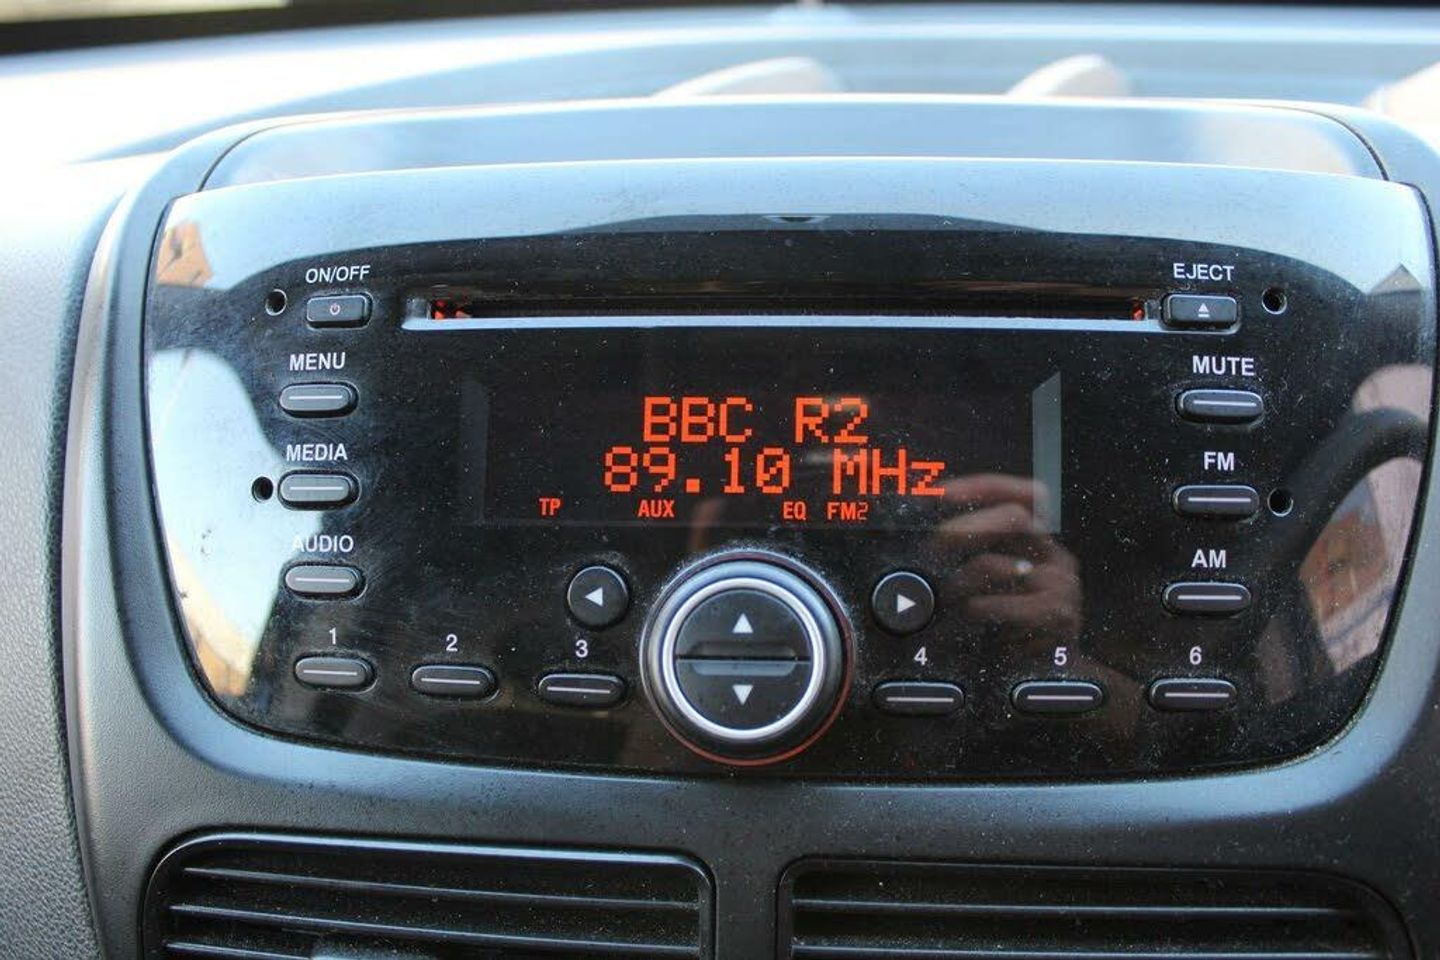 ON/OFF
EJECT
MENU
MUTE
BBC R2
MEDIA
89.10 MHz
FM
TP AUX EQ FM2
AUDIO
AM
1 2 3 4 5 6